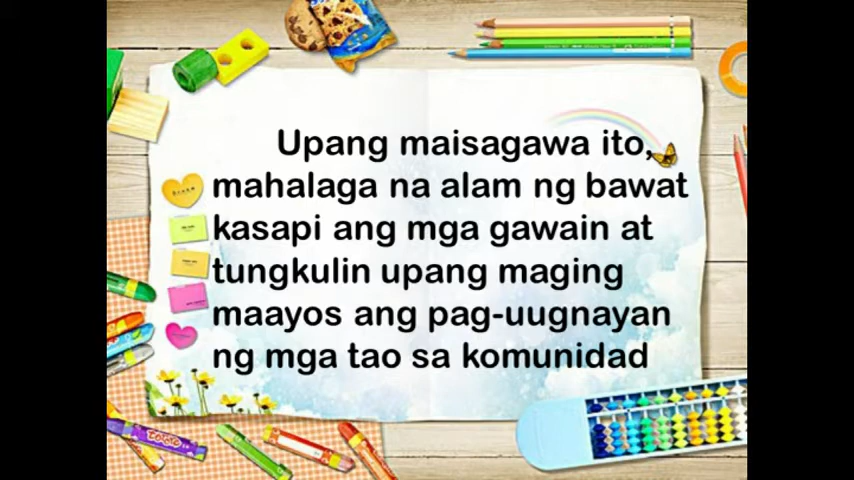 Upang maisagawa ito,
mahalaga na alam ng bawat
kasapi ang mga gawain at
tungkulin upang maging
maayos ang pag-uugnayan
ng mga tao sa komunidad